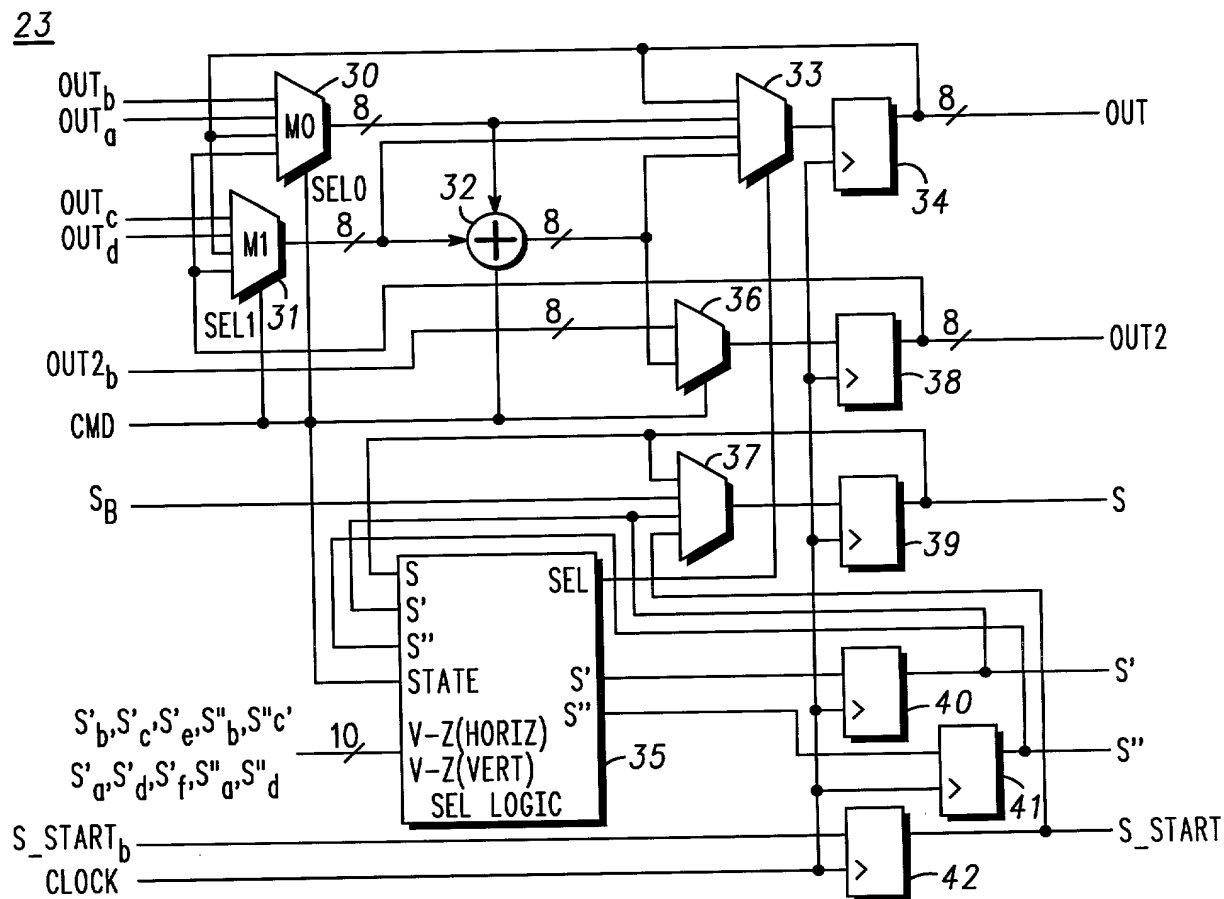 23
OUTb
OUTa
M0
30
8
SEL0
33
8
OUT
34
OUTc
OUTd
M1
8
32
+
8
SEL1
31
36
8
OUT2b
8
OUT2
38
CMD
37
SB
S
39
S
SEL
S'
S"
STATE
S'
S'
40
S"
S'b,S'c,S'e,S"b,S"c'
10
V-Z(HORIZ)
S'a,S'd,S'f,S"a,S"d
V-Z(VERT)
35
SEL LOGIC
S"
41
S_STARTb
S_START
CLOCK
42